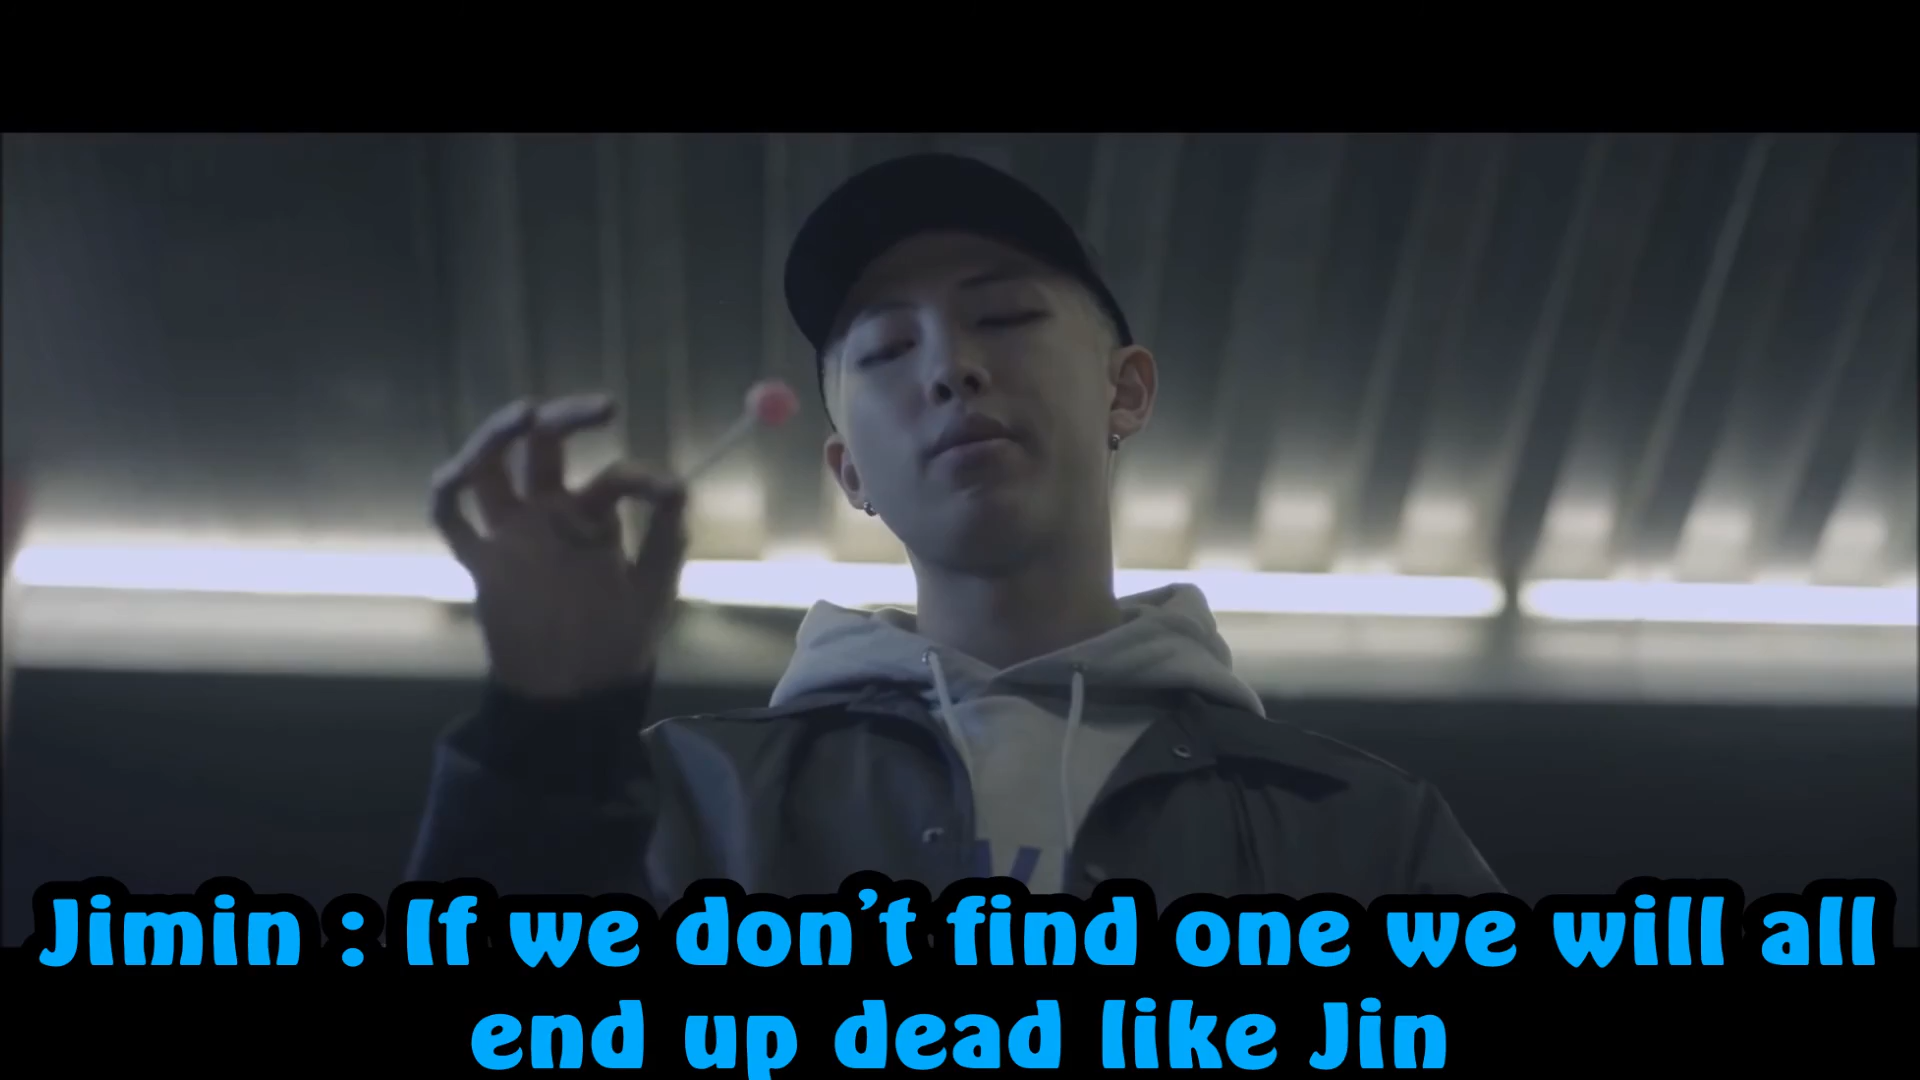 Jimin : If we don't find one we will all
end up dead like Jin